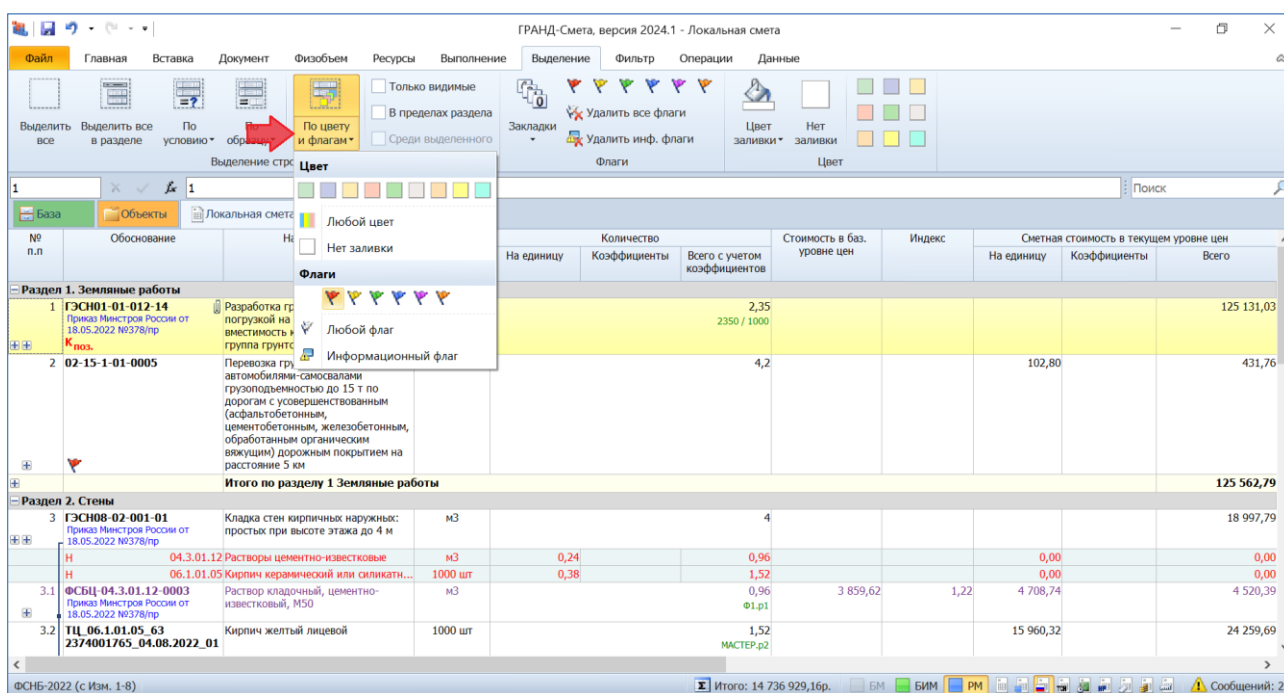 ГРАНД-Смета, версия 2024.1 - Локальная смета
Файл Главная Вставка Документ Физобъем Ресурсы Выполнение Выделение Фильтр Операции Данные
Выделить все
Выделить все в разделе
По условию
По
По цвету и флагам
Только видимые
В пределах раздела
Среди выделенного
Закладки
Удалить все флаги
Удалить инф. флаги
Флаги
Цвет заливки
Нет заливки
Цвет
Выделение
Цвет
Любой цвет
Нет заливки
Флаги
Любой флаг
Информационный флаг
1 fx 1 Поиск
База Объекты Локальная смета
№ п.п Обоснование Количество Стоимость в баз. уровне цен Индекс Сметная стоимость в текущем уровне цен
На единицу Коэффициенты Всего с учетом коэффициентов На единицу Коэффициенты Всего
Раздел 1. Земляные работы
1 ГЭСН01-01-012-14 Разработка 2,35 125 131,03
Приказ Минстроя России от погрузкой на 2350 / 1000
18.05.2022 №378/пр вместимость
Кпоз. группа
2 02-15-1-01-0005 Перевозка 4,2 102,80 431,76
автомобилями-самосвалами
грузоподъемностью до 15 т по
дорогам с усовершенствованным
(асфальтобетонным,
цементобетонным, железобетонным,
обработанным органическим
вяжущим) дорожным покрытием на
расстояние 5 км
Итого по разделу 1 Земляные работы 125 562,79
Раздел 2. Стены
3 ГЭСН08-02-001-01 Кладка стен кирпичных наружных: м3 4 18 997,79
Приказ Минстроя России от простых при высоте этажа до 4 м
18.05.2022 №378/пр
Н 04.3.01.12 Растворы цементно-известковые м3 0,24 0,96 0,00 0,00
Н 06.1.01.05 Кирпич керамический или силикатн... 1000 шт 0,38 1,52 0,00 0,00
3.1 ФСБЦ-04.3.01.12-0003 Раствор кладочный, цементно- м3 0,96 3 859,62 1,22 4 708,74 4 520,39
Приказ Минстроя России от известковый, М50 Ф1.р1
18.05.2022 №378/пр
3.2 ТЦ_06.1.01.05_63 Кирпич желтый лицевой 1000 шт 1,52 15 960,32 24 259,69
2374001765_04.08.2022_01 МАСТЕР.р2
ФСНБ-2022 (с Изм. 1-8) Итого: 14 736 929,16р. БМ БИМ РМ Сообщений: 2